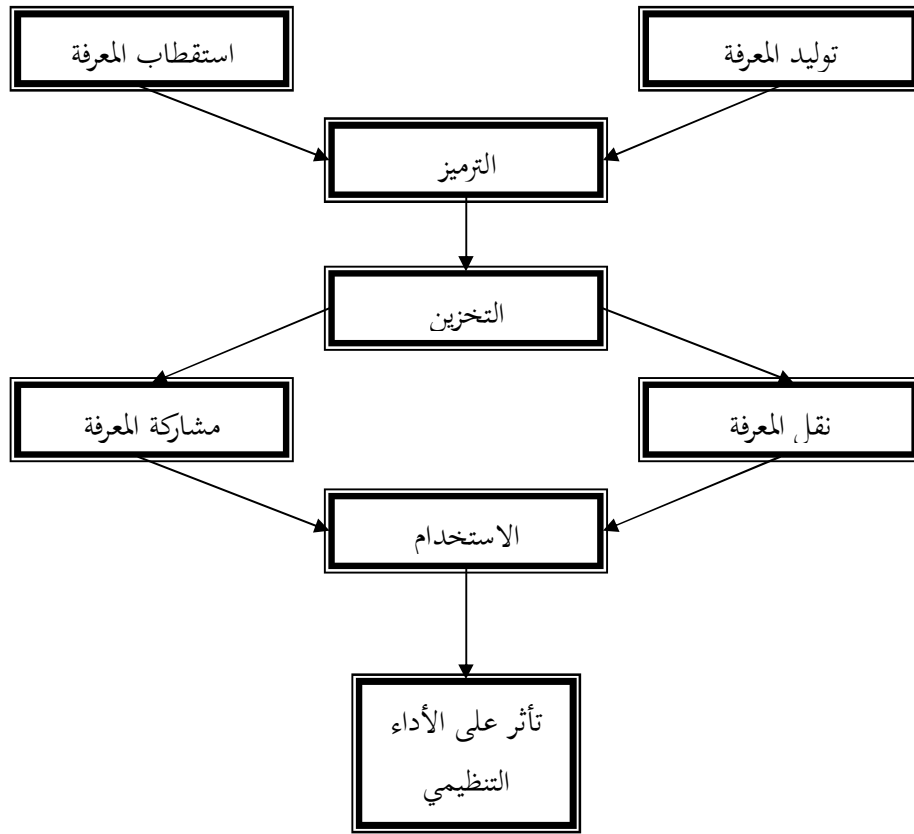 توليد المعرفة
استقطاب المعرفة
الترميز
التخزين
نقل المعرفة
مشاركة المعرفة
الاستخدام
تأثر على الأداء
التنظيمي